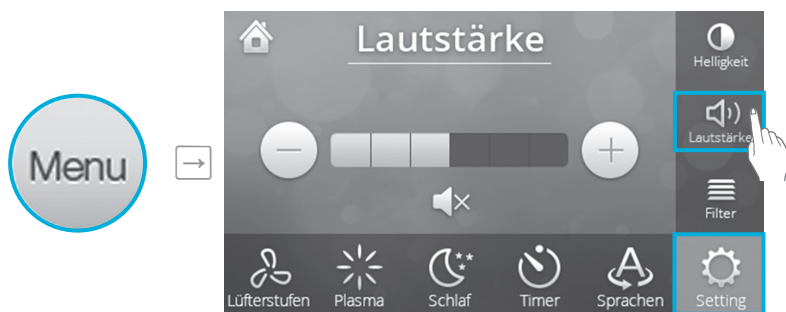 Menu
Lautstärke
Helligkeit
Lautstärke
Filter
Lüfterstufen
Plasma
Schlaf
Timer
Sprachen
Setting